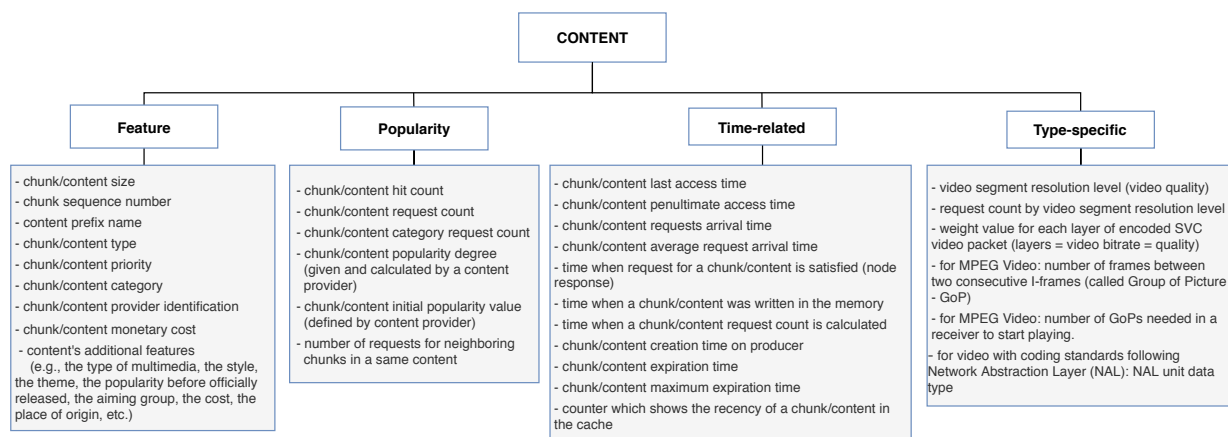 CONTENT
Feature
- chunk/content size
- chunk sequence number
- content prefix name
- chunk/content type
- chunk/content priority
- chunk/content category
- chunk/content provider identification
- chunk/content monetary cost
- content's additional features
(e.g., the type of multimedia, the style,
the theme, the popularity before officially
released, the aiming group, the cost, the
place of origin, etc.)
Popularity
- chunk/content hit count
- chunk/content request count
- chunk/content category request count
- chunk/content popularity degree
(given and calculated by a content
provider)
- chunk/content initial popularity value
(defined by content provider)
- number of requests for neighboring
chunks in a same content
Time-related
- chunk/content last access time
- chunk/content penultimate access time
- chunk/content requests arrival time
- chunk/content average request arrival time
- time when request for a chunk/content is satisfied (node
response)
- time when a chunk/content was written in the memory
- time when a chunk/content request count is calculated
- chunk/content creation time on producer
- chunk/content expiration time
- chunk/content maximum expiration time
- counter which shows the recency of a chunk/content in
the cache
Type-specific
- video segment resolution level (video quality)
- request count by video segment resolution level
- weight value for each layer of encoded SVC
video packet (layers = video bitrate = quality)
- for MPEG Video: number of frames between
two consecutive I-frames (called Group of Picture
- GoP)
- for MPEG Video: number of GoPs needed in a
receiver to start playing.
- for video with coding standards following
Network Abstraction Layer (NAL): NAL unit data
type